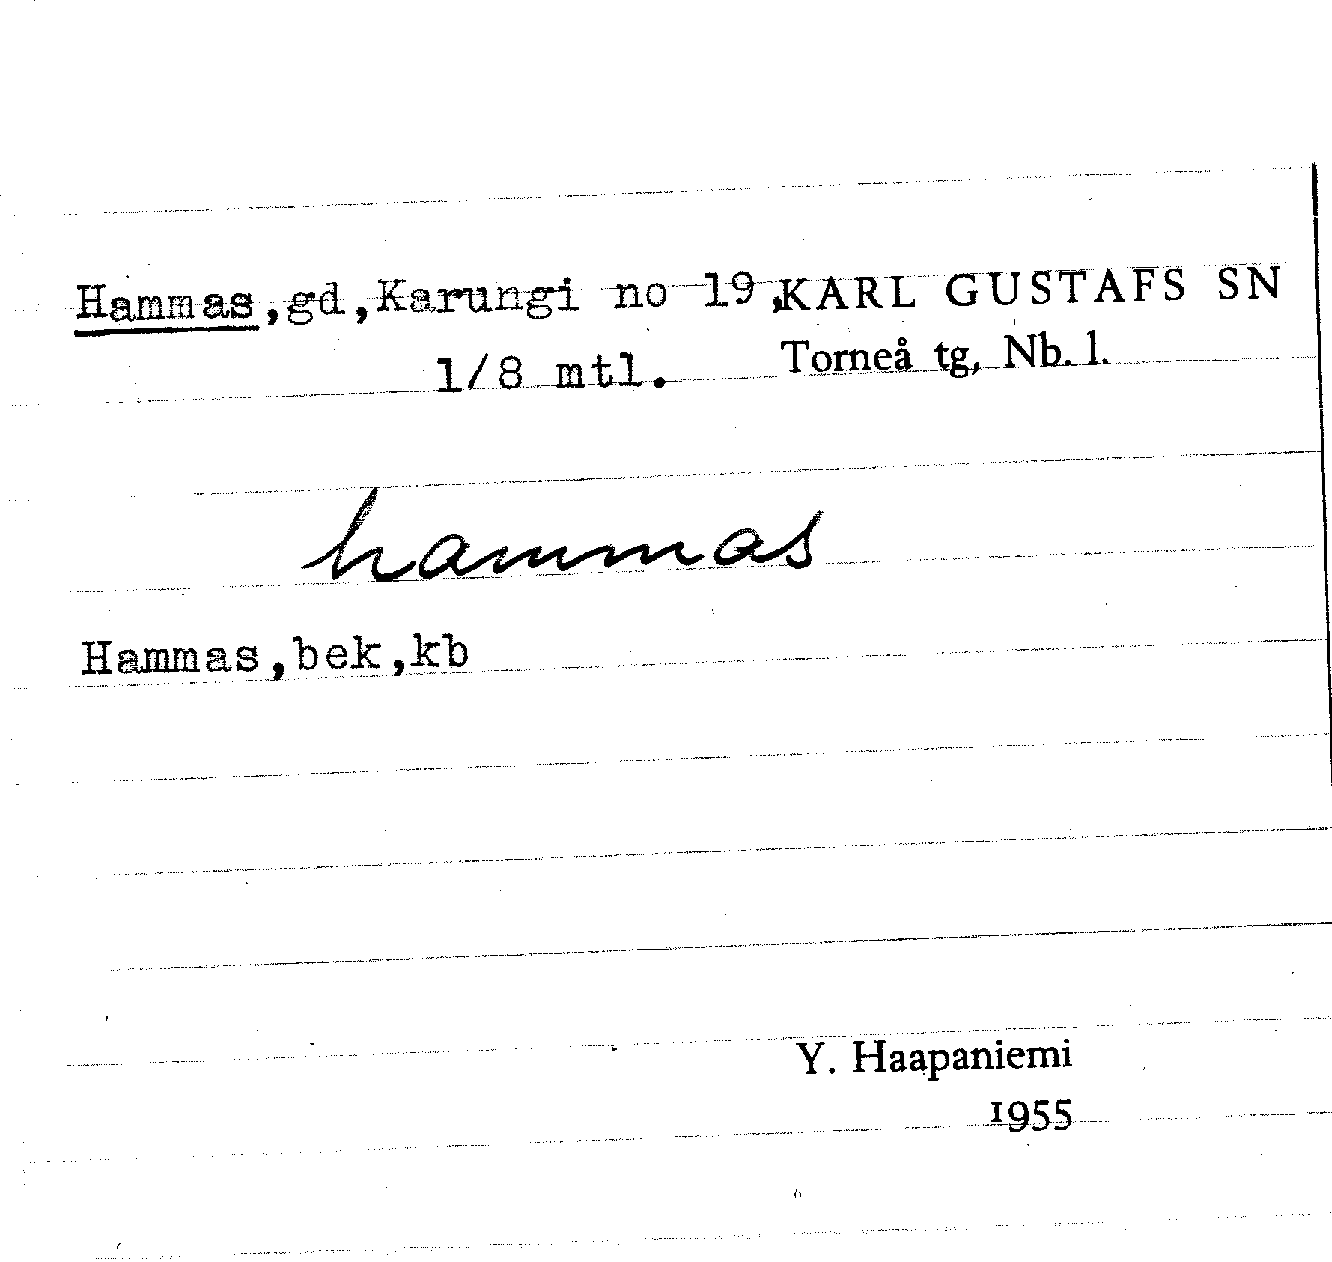 Hammas,gd,Karungi no 19,KARL GUSTAFS SN
1/8 mtl. Torneå tg, Nb. l.
hammas
Hammas,bek,kb
Y. Haapaniemi
1955